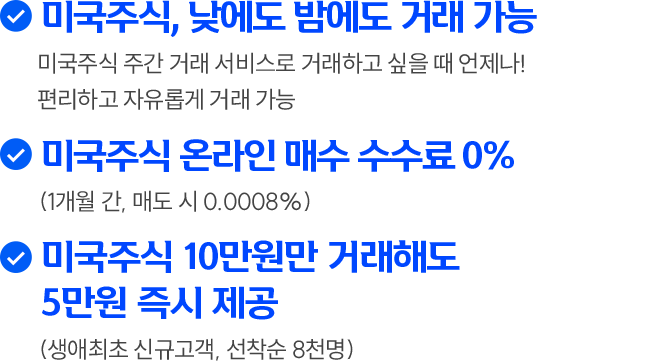 미국주식, 낮에도 밤에도 거래 가능
미국주식 주간 거래 서비스로 거래하고 싶을 때 언제나!
편리하고 자유롭게 거래 가능
미국주식 온라인 매수 수수료 0%
(1개월 간, 매도 시 0.0008%)
미국주식 10만원만 거래해도
5만원 즉시 제공
(생애최초 신규고객, 선착순 8천명)